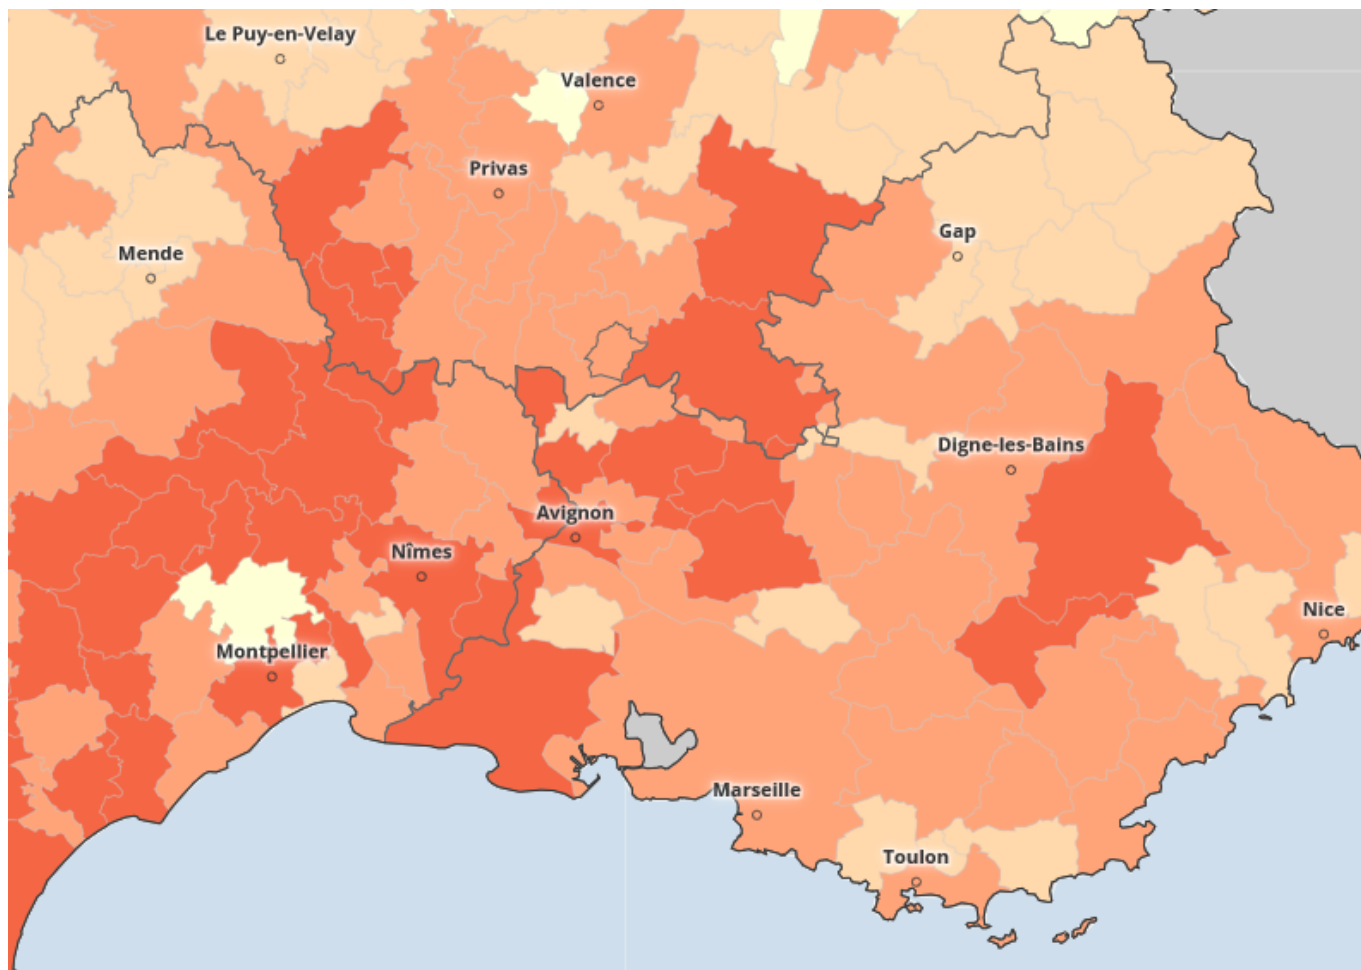 Le Puy-en-Velay
Valence
Privas
Gap
Mende
Digne-les-Bains
Avignon
Nîmes
Nice
Montpellier
Marseille
Toulon